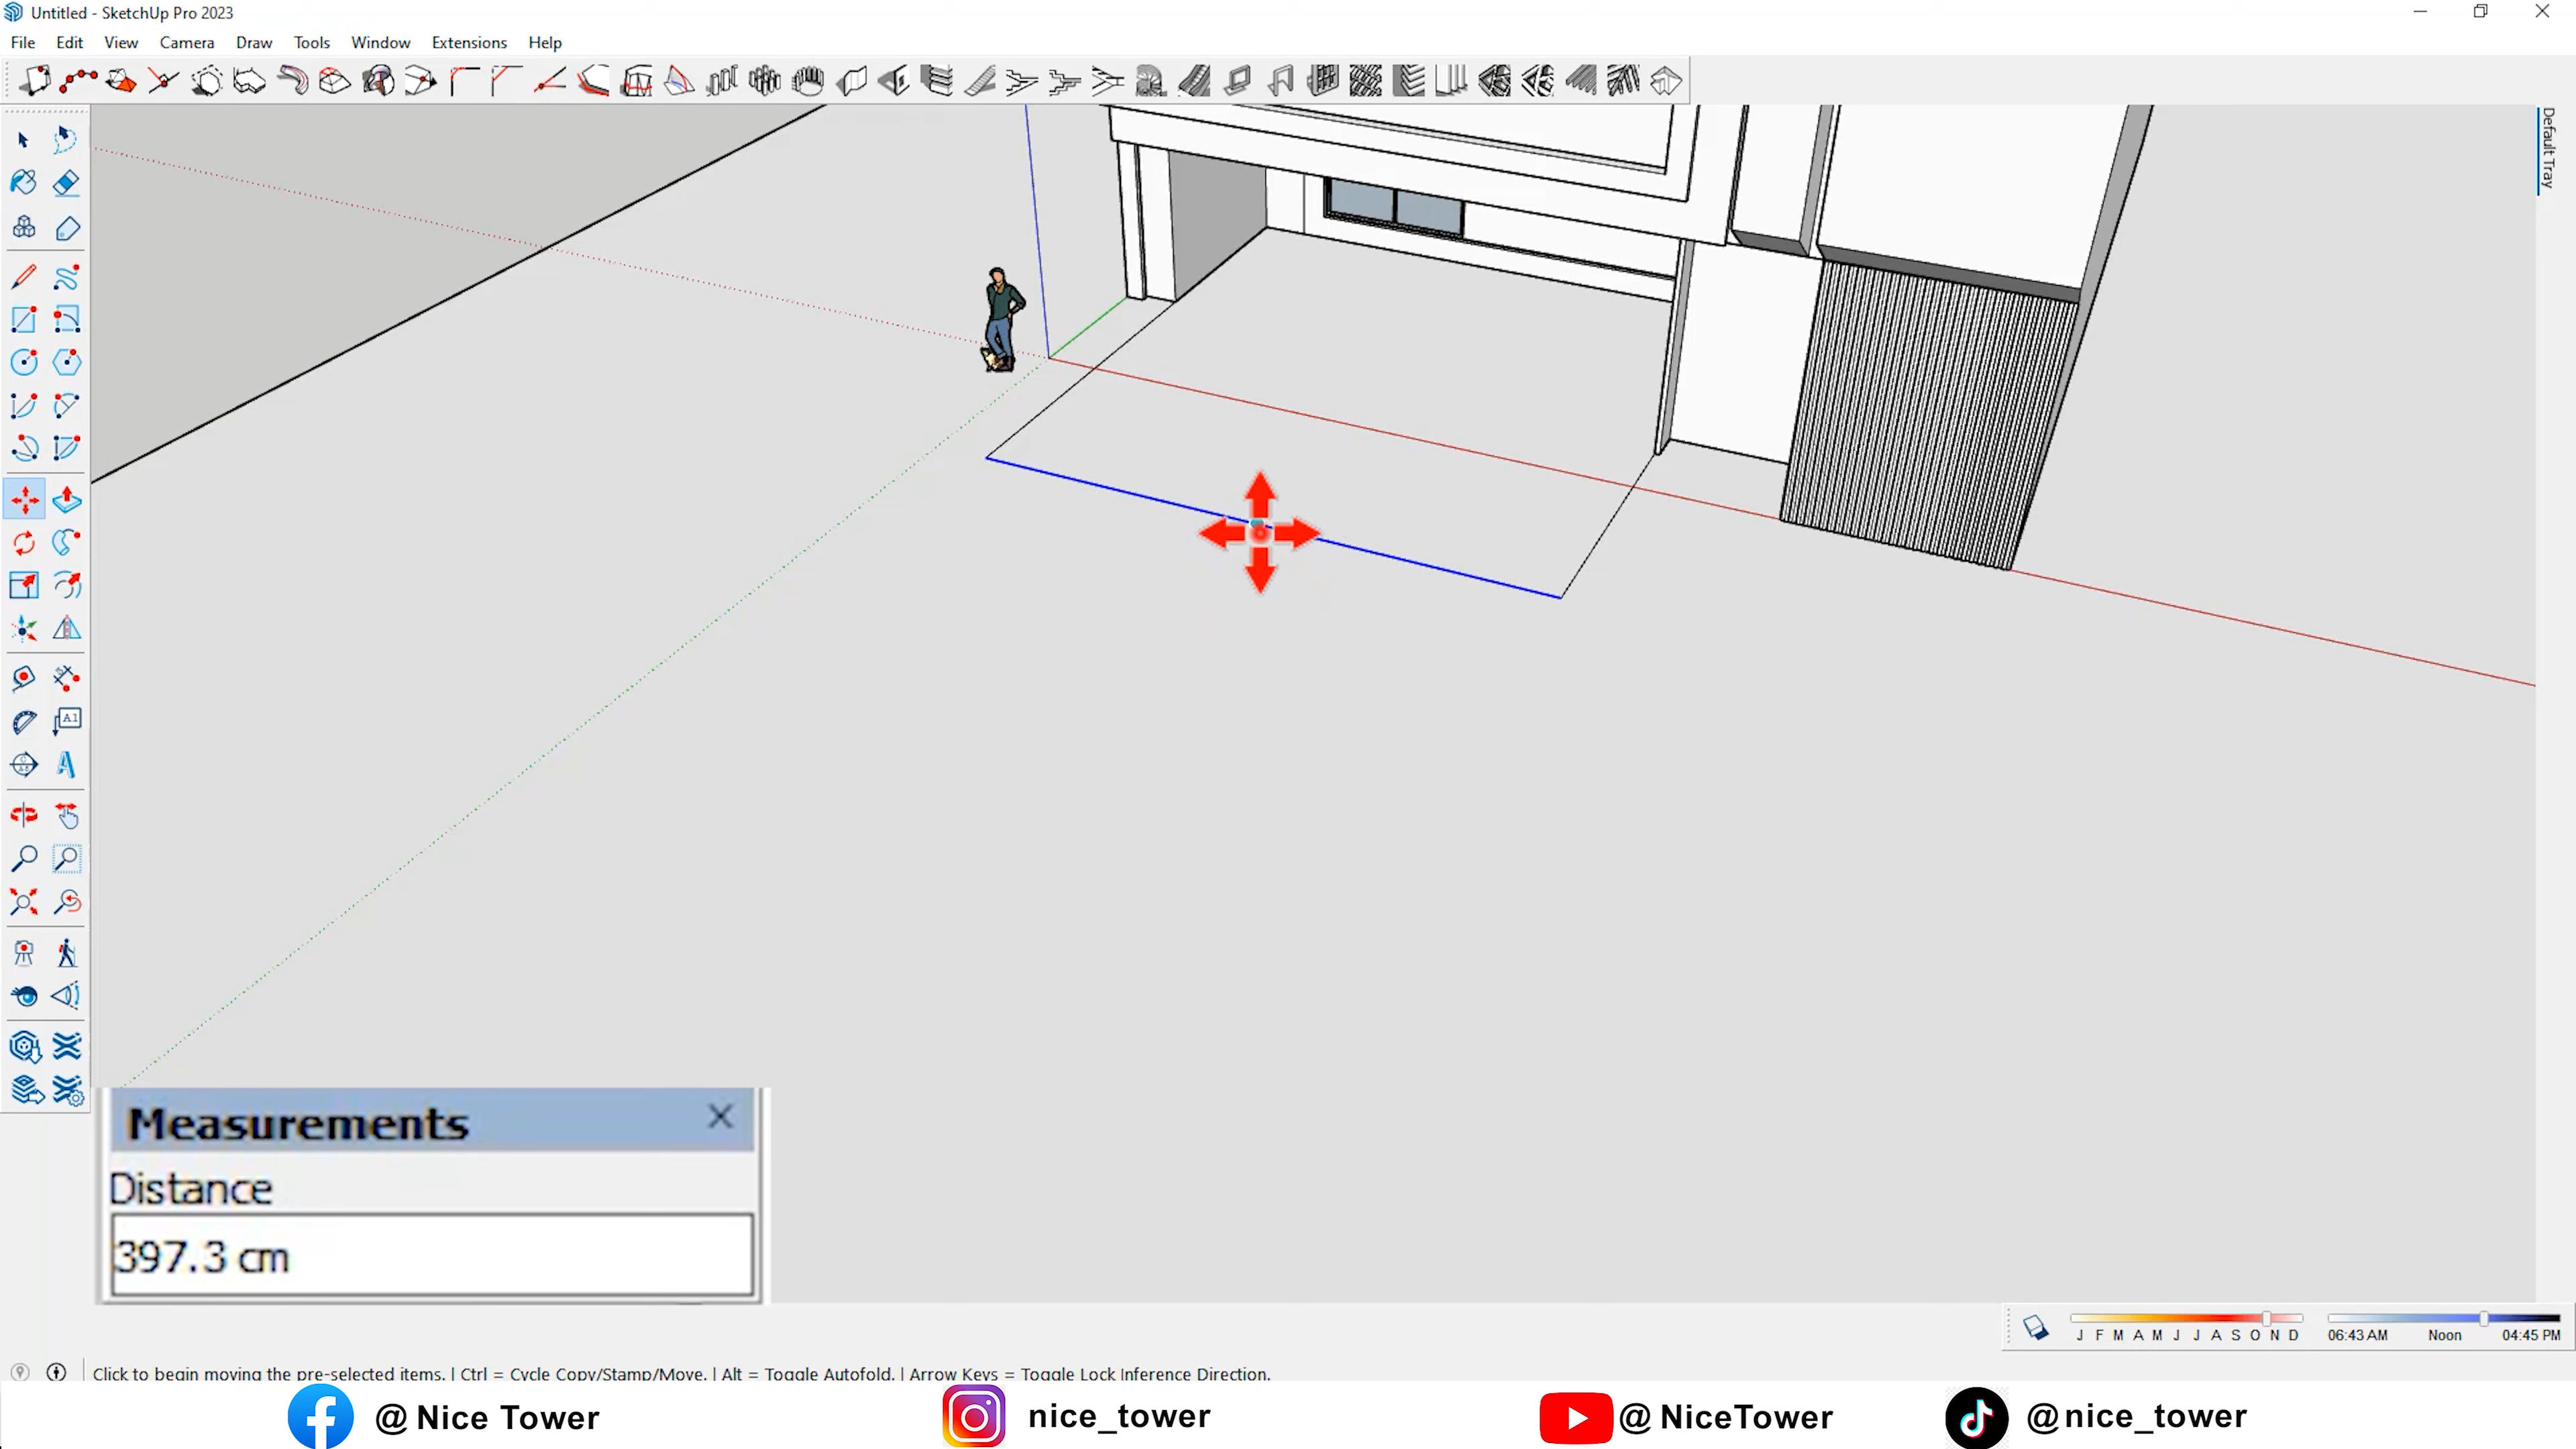 Untitled - SketchUp Pro 2023
File Edit View Camera Draw Tools Window Extensions Help
Default Tray
A1
A
Measurements
Distance
397.3 cm
J F M A M J J A S O N D 06:43 AM Noon 04:45 PM
Click to begin moving the pre-selected items. | Ctrl = Cycle Copy/Stamp/Move. | Alt = Toggle Autofold. | Arrow Keys = Toggle Lock Inference Direction.
@ Nice Tower nice_tower @ NiceTower @nice_tower